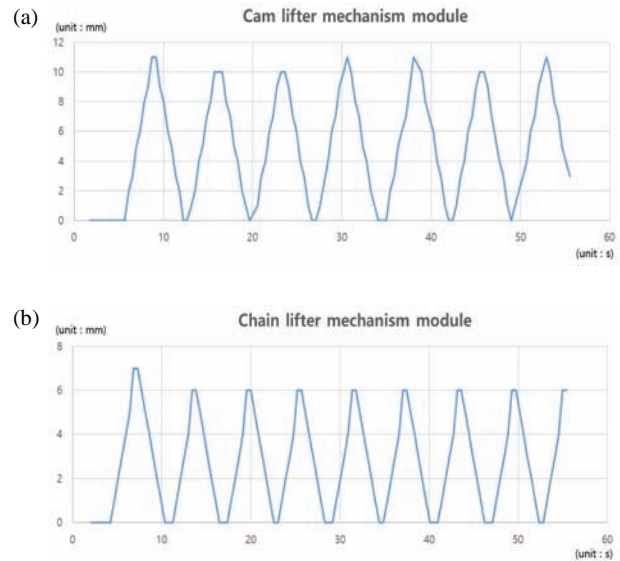 (a)
Cam lifter mechanism module
(unit : mm)
12
10
8
6
4
2
0
0 10 20 30 40 50 60
(unit : s)
(b)
Chain lifter mechanism module
(unit : mm)
8
6
4
2
0
0 10 20 30 40 50 60
(unit : s)